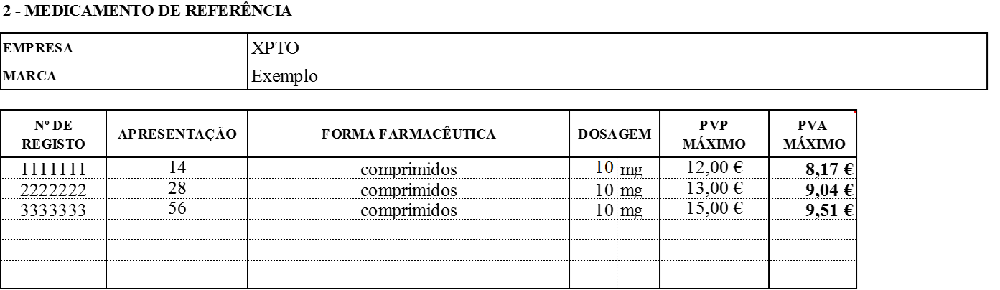 2 - MEDICAMENTO DE REFERÊNCIA
EMPRESA XPTO
MARCA Exemplo
Nº DE REGISTO APRESENTAÇÃO FORMA FARMACÊUTICA DOSAGEM PVP MÁXIMO PVA MÁXIMO
1111111 14 comprimidos 10 mg 12,00 € 8,17 €
2222222 28 comprimidos 10 mg 13,00 € 9,04 €
3333333 56 comprimidos 10 mg 15,00 € 9,51 €